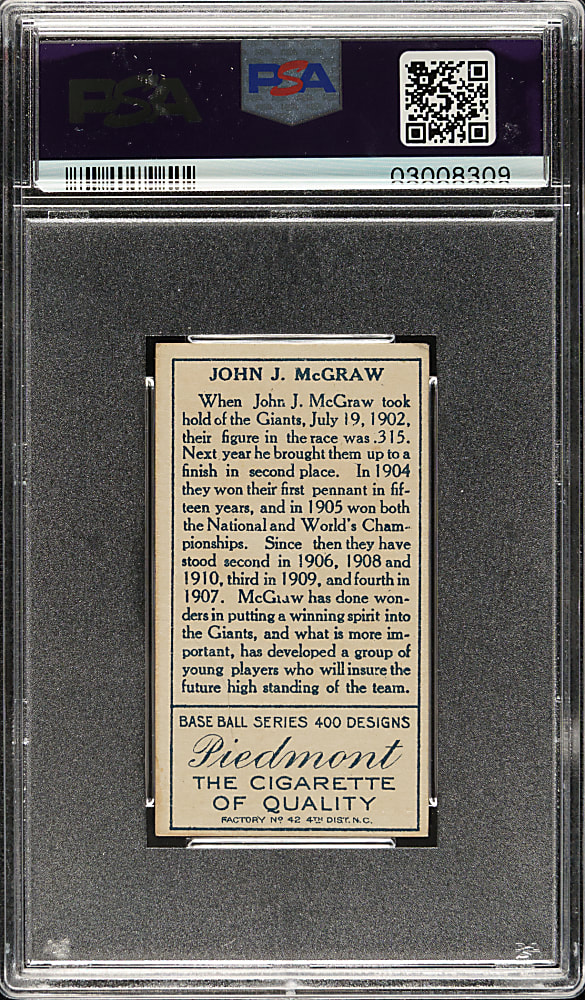 PSA
PSA
03008309
JOHN J. McGRAW
When John J. McGraw took
hold of the Giants, July 19, 1902,
their figure in the race was .315.
Next year he brought them up to a
finish in second place. In 1904
they won their first pennant in fif-
teen years, and in 1905 won both
the National and World's Cham-
pionships. Since then they have
stood second in 1906, 1908 and
1910, third in 1909, and fourth in
1907. McGraw has done won-
ders in putting a winning spirit into
the Giants, and what is more im-
portant, has developed a group of
young players who will insure the
future high standing of the team.
BASE BALL SERIES 400 DESIGNS
Piedmont
THE CIGARETTE
OF QUALITY
FACTORY Nº 42 4TH DIST. N.C.